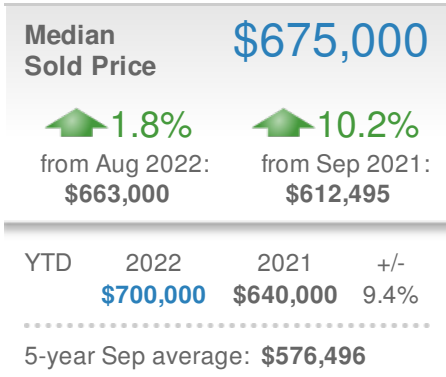 Median $675,000
Sold Price
1.8% 10.2%
from Aug 2022: from Sep 2021:
$663,000 $612,495
YTD 2022 2021 +/-
$700,000 $640,000 9.4%
5-year Sep average: $576,496